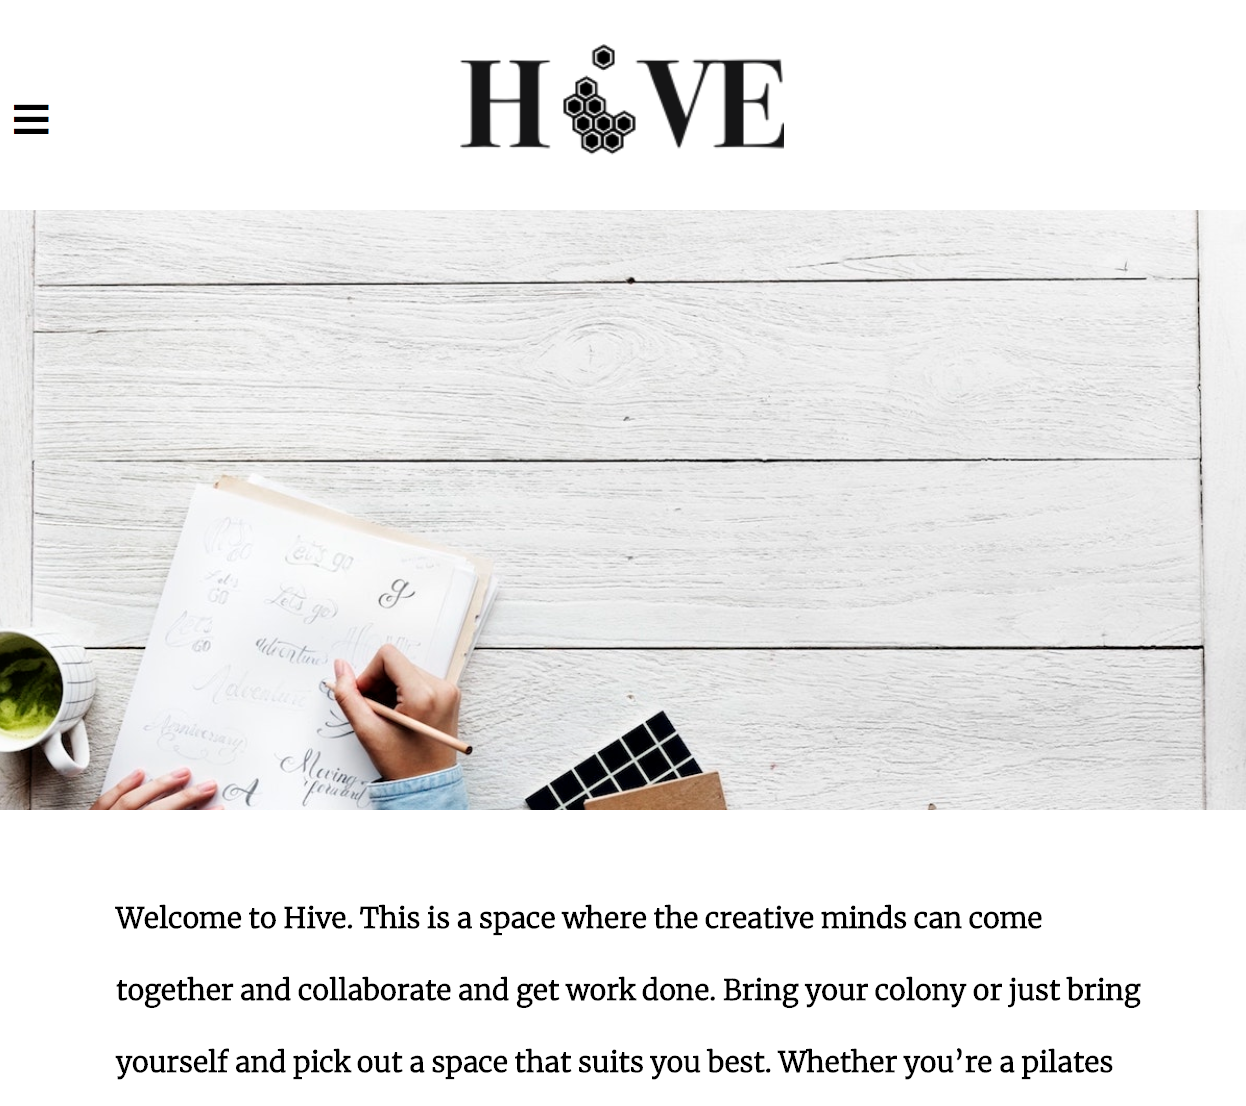 HIVE
Let's go
g
Let's
GO
Lets go
Let's
GO
adventure
Adventure
Anniversary
Moving
forward
A
Welcome to Hive. This is a space where the creative minds can come
together and collaborate and get work done. Bring your colony or just bring
yourself and pick out a space that suits you best. Whether you’re a pilates